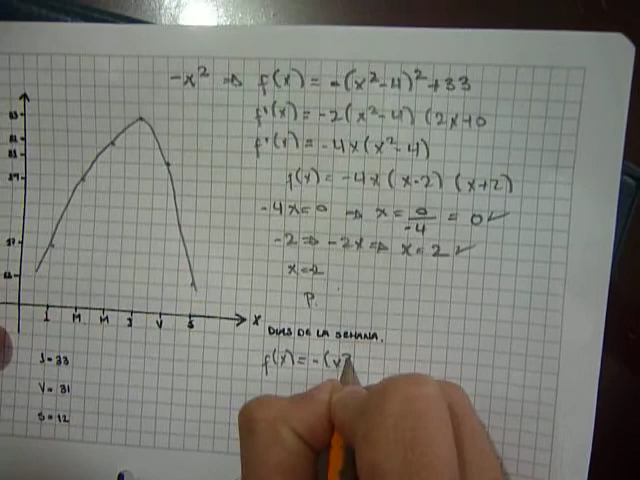 -x² ⇒ f(x) = -(x²-4)²+33
f'(x) = -2(x²-4) (2x+0
f'(x) = -4x(x²-4)
f(x) = -4x(x-2) (x+2)
-4x=0 ⇒ x = 0/-4 = 0✓
-2 ⇒ -2x ⇒ x=2 ✓
x=-2
P.
X
DIAS DE LA SEMANA.
J = 33
V = 31
S = 12
f(x) = -(x²